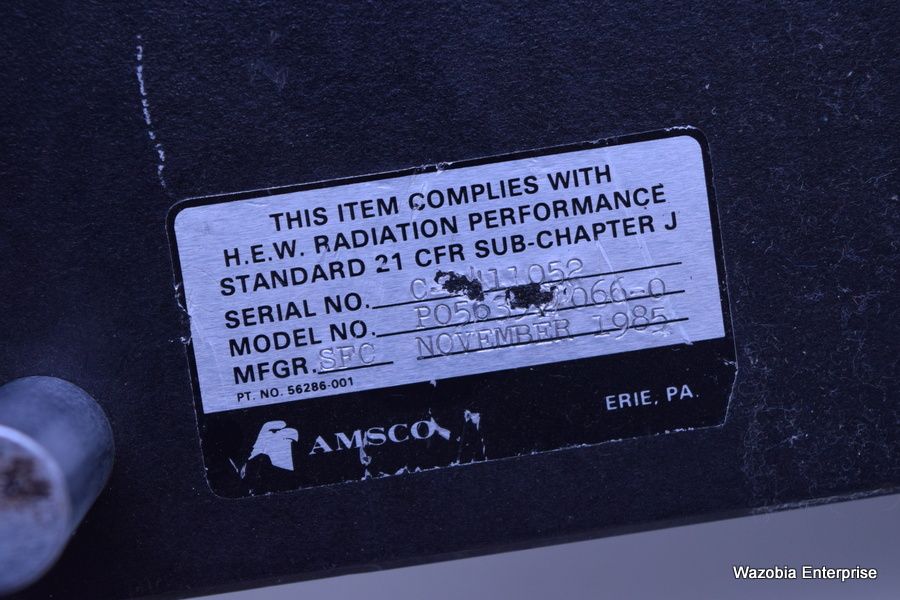 THIS ITEM COMPLIES WITH
H.E.W. RADIATION PERFORMANCE
STANDARD 21 CFR SUB-CHAPTER J
SERIAL NO.
MODEL NO.
MFGR. SFC NOVEMBER 1985
PT. NO. 56286-001
AMSCO
ERIE, PA.
Wazobia Enterprise